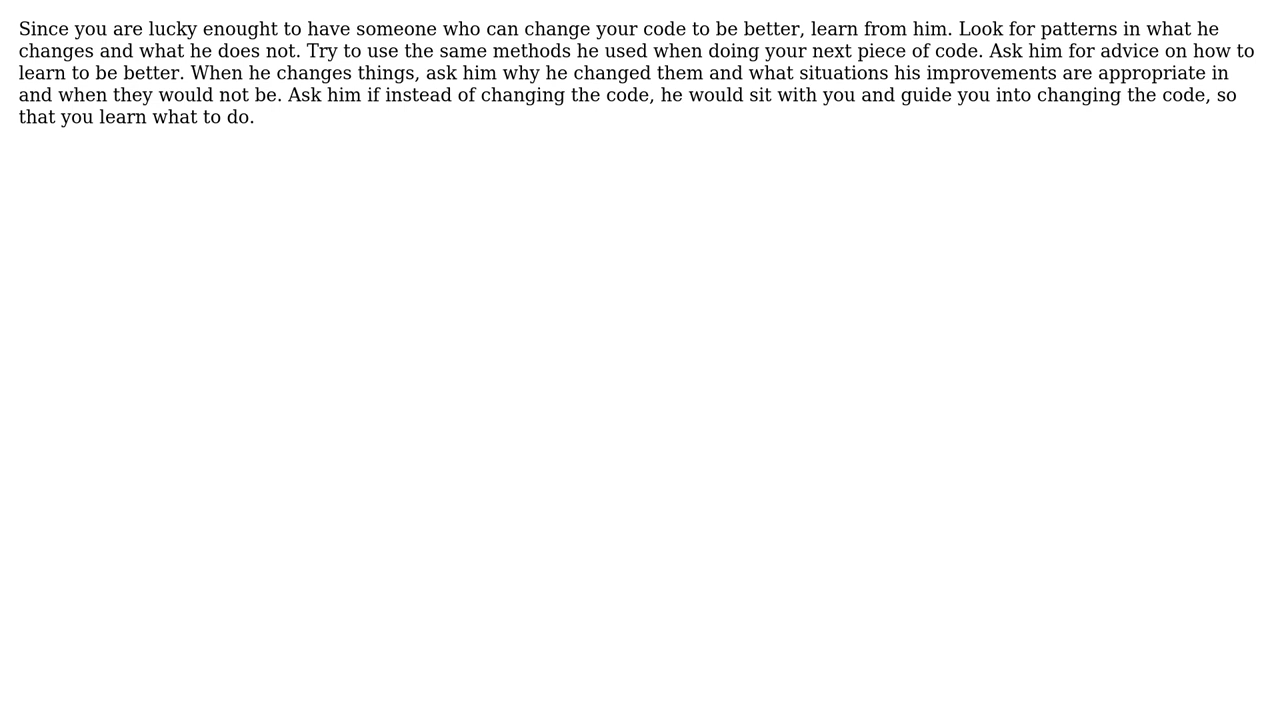 Since you are lucky enought to have someone who can change your code to be better, learn from him. Look for patterns in what he
changes and what he does not. Try to use the same methods he used when doing your next piece of code. Ask him for advice on how to
learn to be better. When he changes things, ask him why he changed them and what situations his improvements are appropriate in
and when they would not be. Ask him if instead of changing the code, he would sit with you and guide you into changing the code, so
that you learn what to do.